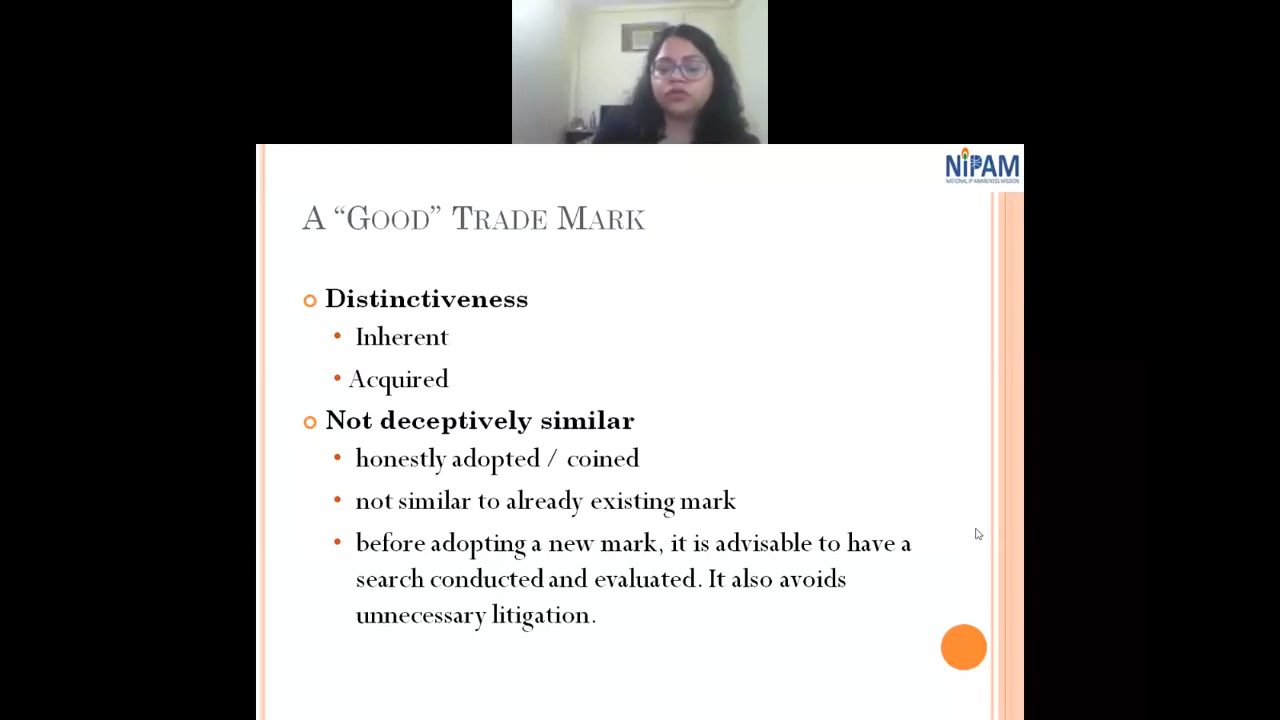 NiPAM
NATIONAL IP AWARENESS MISSION
A “GOOD” TRADE MARK
Distinctiveness
• Inherent
• Acquired
Not deceptively similar
• honestly adopted / coined
• not similar to already existing mark
• before adopting a new mark, it is advisable to have a
search conducted and evaluated. It also avoids
unnecessary litigation.